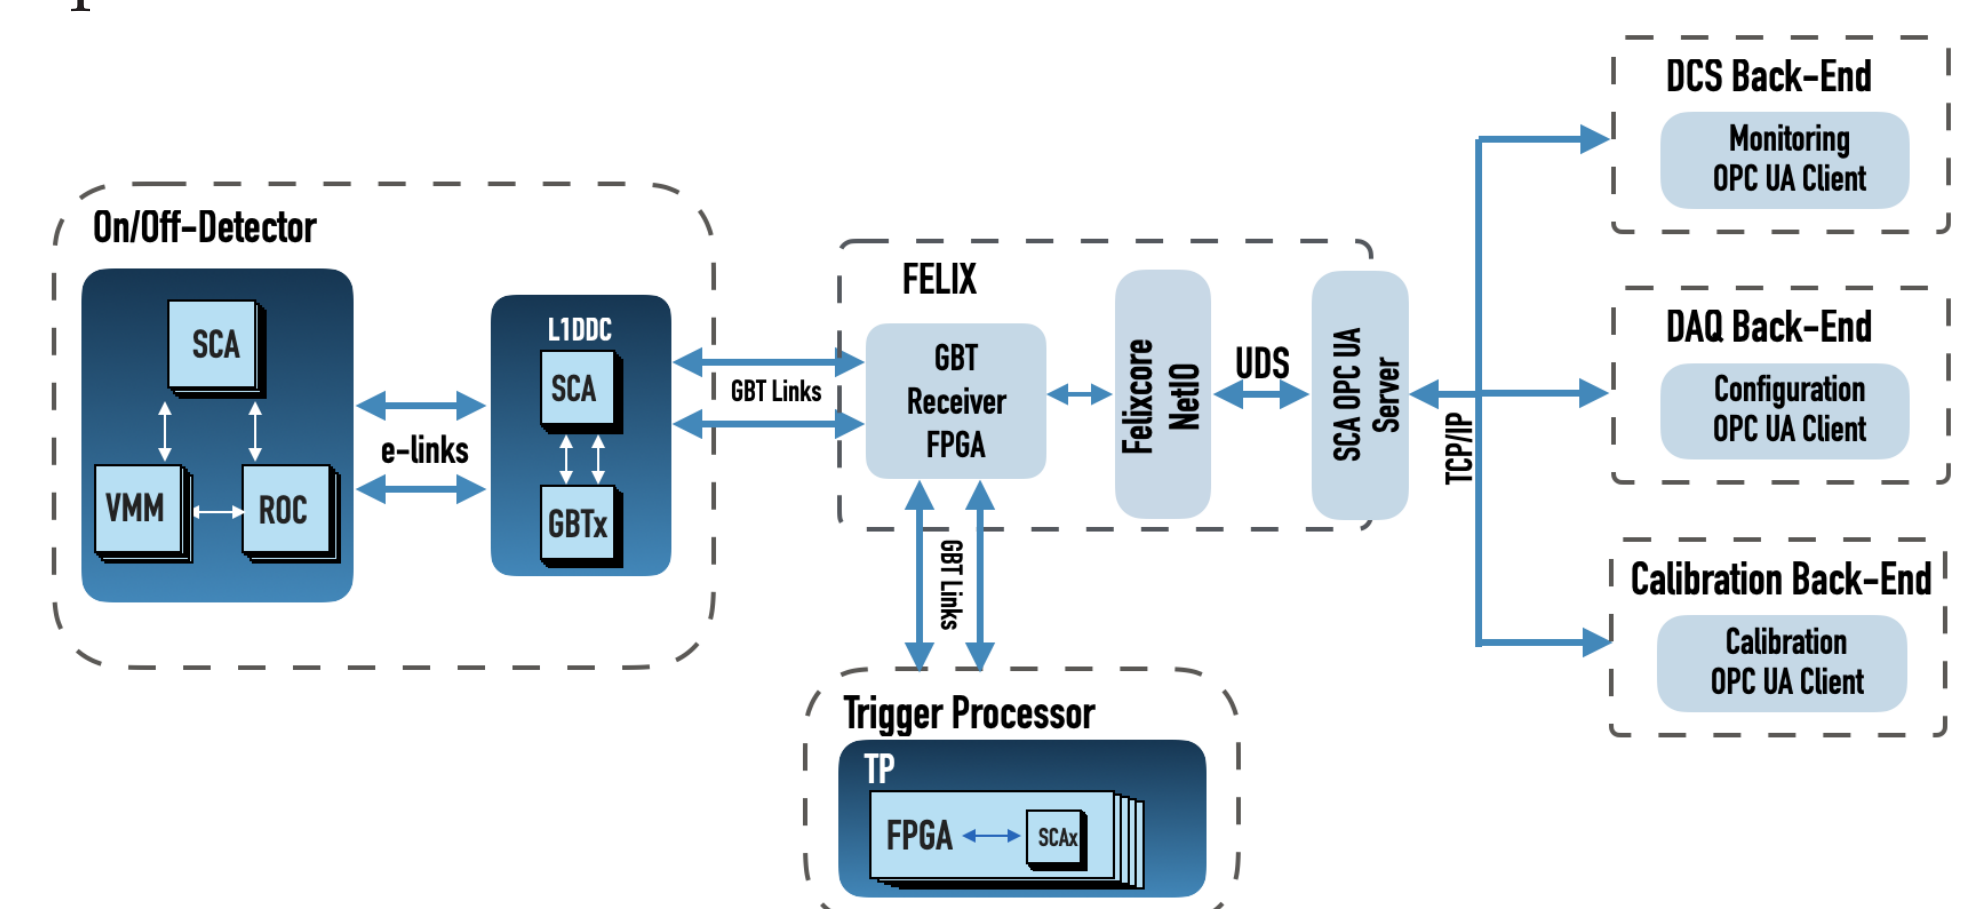 On/Off-Detector
SCA
VMM
ROC
e-links
L1DDC
SCA
GBTx
GBT Links
FELIX
GBT
Receiver
FPGA
Felixcore
NetIO
UDS
SCA OPC UA
Server
TCP/IP
GBT Links
DCS Back-End
Monitoring
OPC UA Client
DAQ Back-End
Configuration
OPC UA Client
Calibration Back-End
Calibration
OPC UA Client
Trigger Processor
TP
FPGA
SCAx